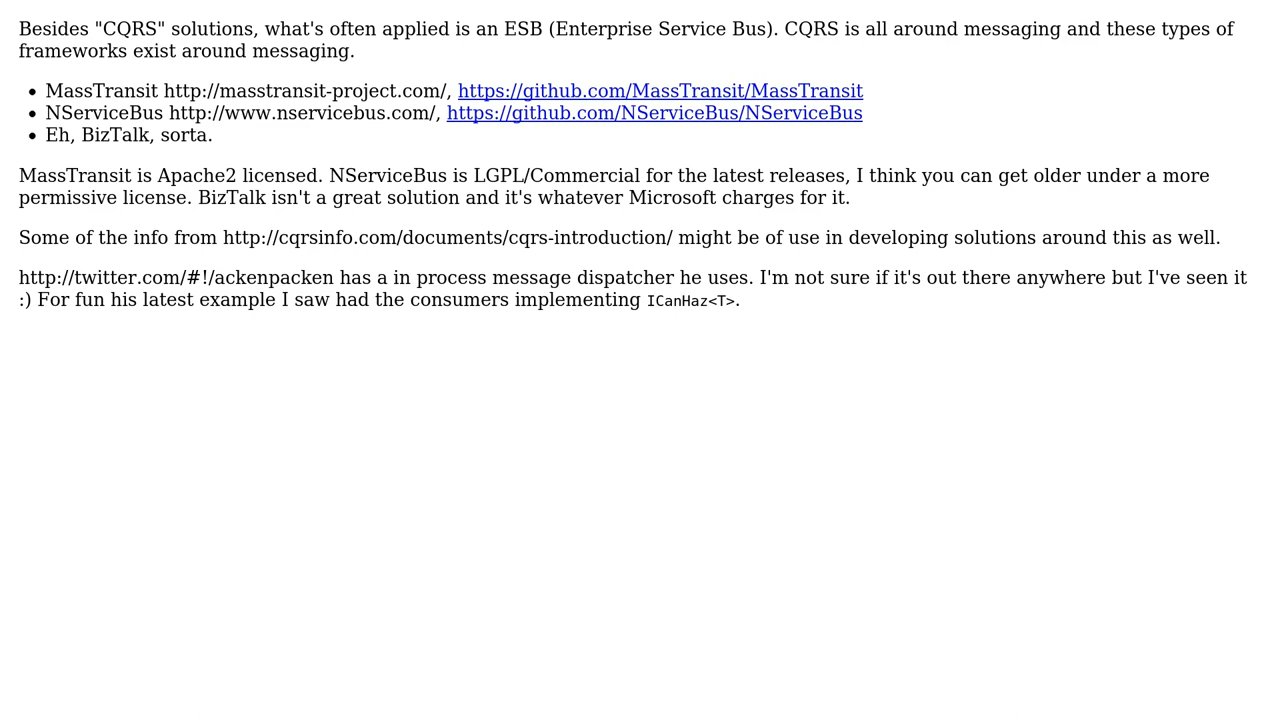 Besides "CQRS" solutions, what's often applied is an ESB (Enterprise Service Bus). CQRS is all around messaging and these types of
frameworks exist around messaging.
• MassTransit http://masstransit-project.com/, https://github.com/MassTransit/MassTransit
• NServiceBus http://www.nservicebus.com/, https://github.com/NServiceBus/NServiceBus
• Eh, BizTalk, sorta.
MassTransit is Apache2 licensed. NServiceBus is LGPL/Commercial for the latest releases, I think you can get older under a more
permissive license. BizTalk isn't a great solution and it's whatever Microsoft charges for it.
Some of the info from http://cqrsinfo.com/documents/cqrs-introduction/ might be of use in developing solutions around this as well.
http://twitter.com/#!/ackenpacken has a in process message dispatcher he uses. I'm not sure if it's out there anywhere but I've seen it
:) For fun his latest example I saw had the consumers implementing ICanHaz<T>.